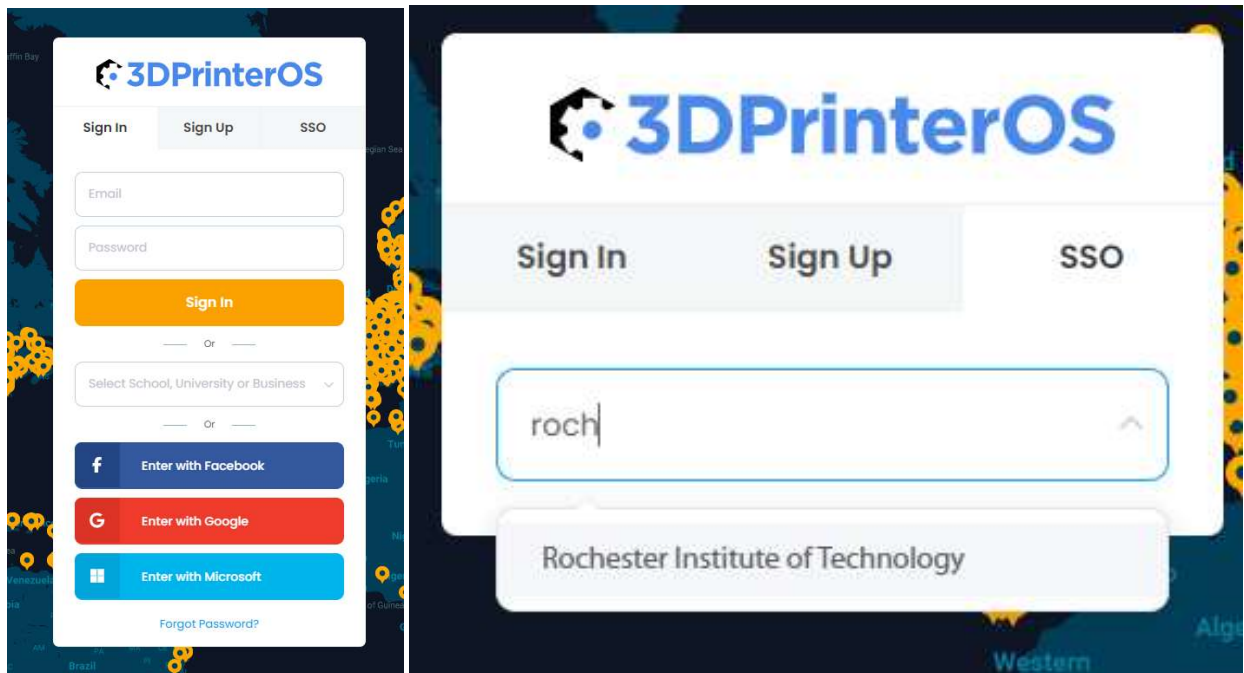 3DPrinterOS
Sign In Sign Up SSO
Email
Password
Sign In
Or
Select School, University or Business
Or
f Enter with Facebook
G Enter with Google
Enter with Microsoft
Forgot Password?
Brazil
3DPrinterOS
Sign In Sign Up SSO
roch
Rochester Institute of Technology
Western